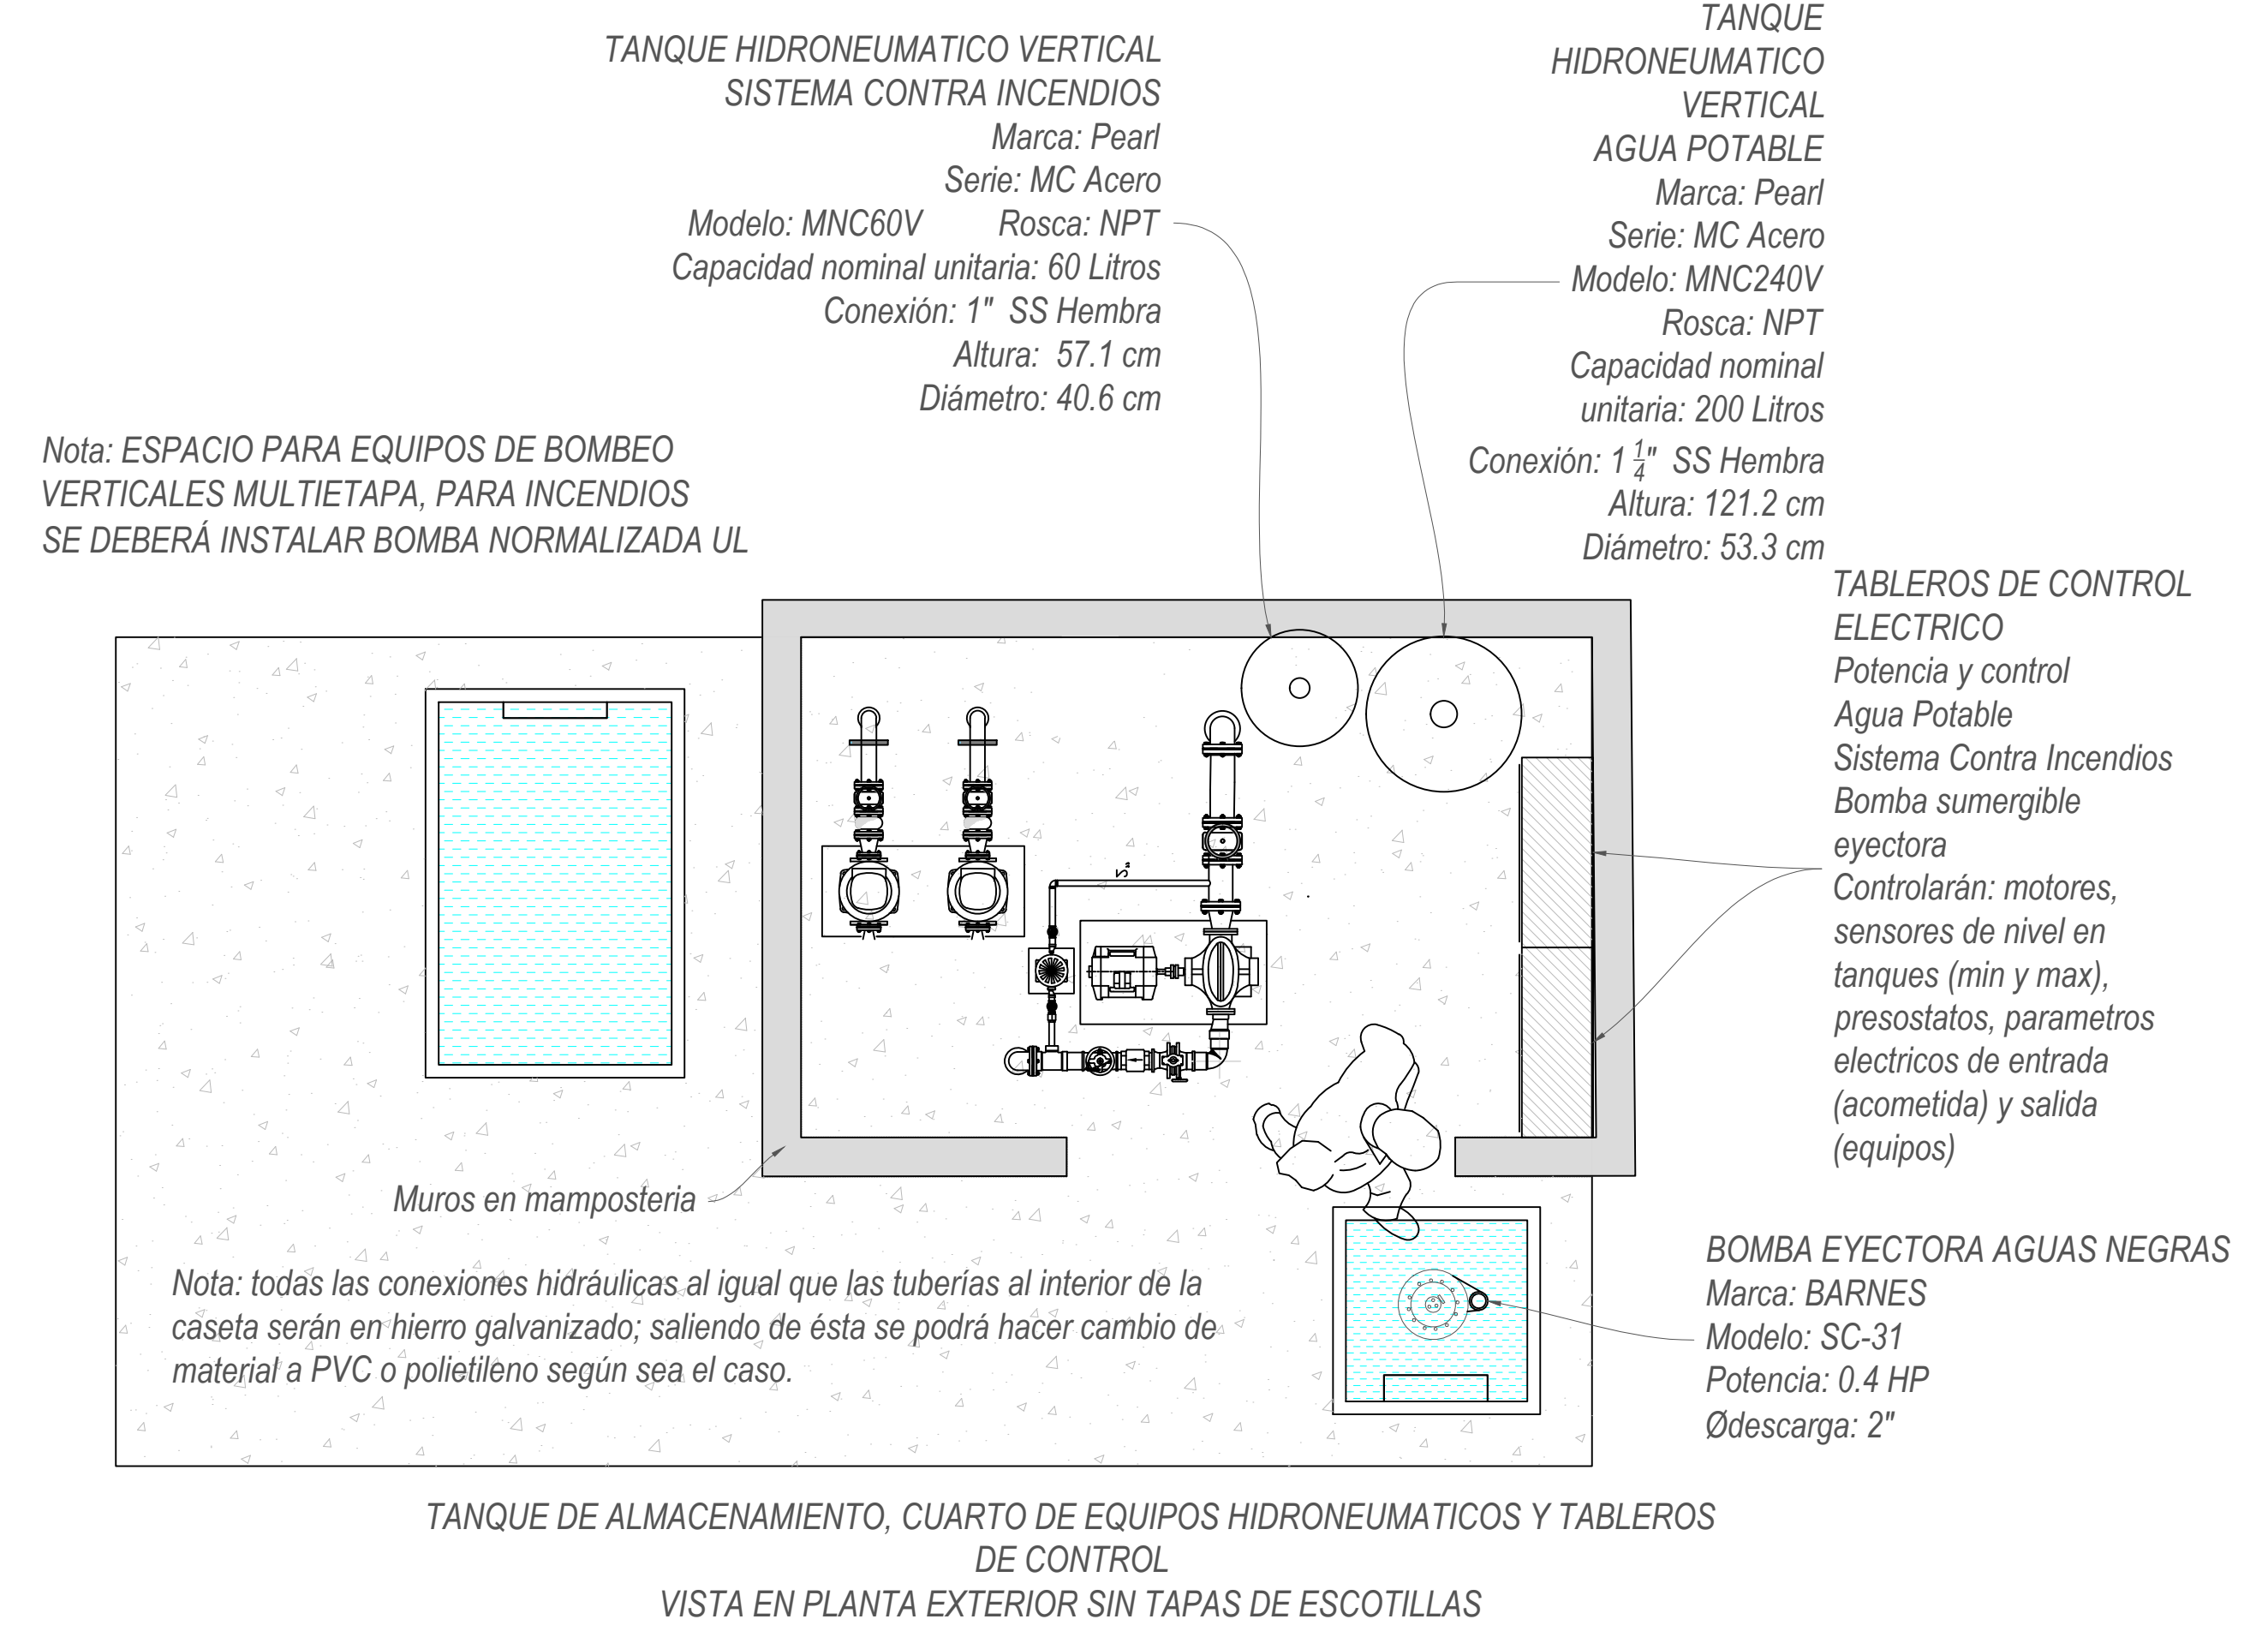 TANQUE HIDRONEUMATICO VERTICAL
SISTEMA CONTRA INCENDIOS
Marca: Pearl
Serie: MC Acero
Modelo: MNC60V Rosca: NPT
Capacidad nominal unitaria: 60 Litros
Conexión: 1" SS Hembra
Altura: 57.1 cm
Diámetro: 40.6 cm
TANQUE
HIDRONEUMATICO
VERTICAL
AGUA POTABLE
Marca: Pearl
Serie: MC Acero
Modelo: MNC240V
Rosca: NPT
Capacidad nominal
unitaria: 200 Litros
Conexión: 1 1/4" SS Hembra
Altura: 121.2 cm
Diámetro: 53.3 cm
Nota: ESPACIO PARA EQUIPOS DE BOMBEO
VERTICALES MULTIETAPA, PARA INCENDIOS
SE DEBERÁ INSTALAR BOMBA NORMALIZADA UL
TABLEROS DE CONTROL
ELECTRICO
Potencia y control
Agua Potable
Sistema Contra Incendios
Bomba sumergible
eyectora
Controlarán: motores,
sensores de nivel en
tanques (min y max),
presostatos, parametros
electricos de entrada
(acometida) y salida
(equipos)
Muros en mamposteria
Nota: todas las conexiones hidráulicas al igual que las tuberías al interior de la
caseta serán en hierro galvanizado; saliendo de ésta se podrá hacer cambio de
material a PVC o polietileno según sea el caso.
BOMBA EYECTORA AGUAS NEGRAS
Marca: BARNES
Modelo: SC-31
Potencia: 0.4 HP
Ødescarga: 2"
TANQUE DE ALMACENAMIENTO, CUARTO DE EQUIPOS HIDRONEUMATICOS Y TABLEROS
DE CONTROL
VISTA EN PLANTA EXTERIOR SIN TAPAS DE ESCOTILLAS